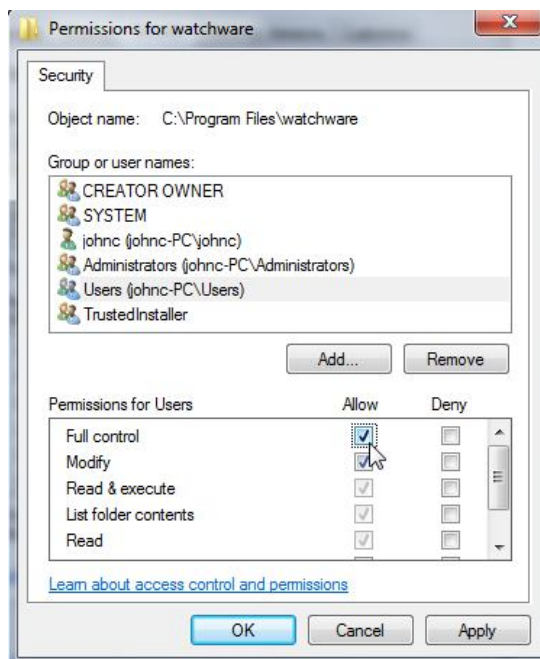 Permissions for watchware
Security
Object name: C:\Program Files\watchware
Group or user names:
CREATOR OWNER
SYSTEM
johnc (johnc-PC\johnc)
Administrators (johnc-PC\Administrators)
Users (johnc-PC\Users)
TrustedInstaller
Add... Remove
Permissions for Users Allow Deny
Full control
Modify
Read & execute
List folder contents
Read
Learn about access control and permissions
OK Cancel Apply